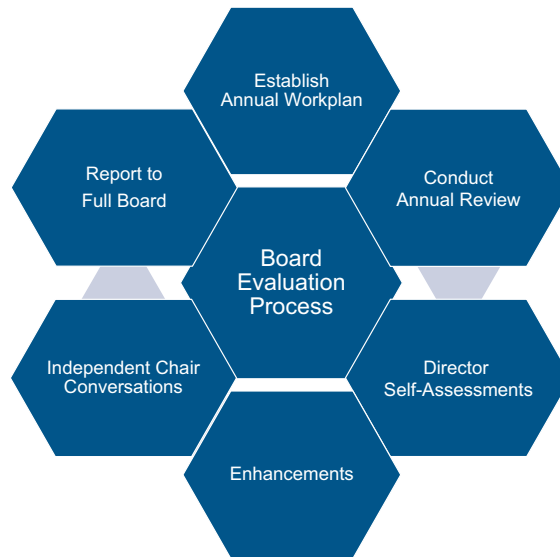 Establish
Annual Workplan
Report to
Full Board
Conduct
Annual Review
Board
Evaluation
Process
Independent Chair
Conversations
Director
Self-Assessments
Enhancements